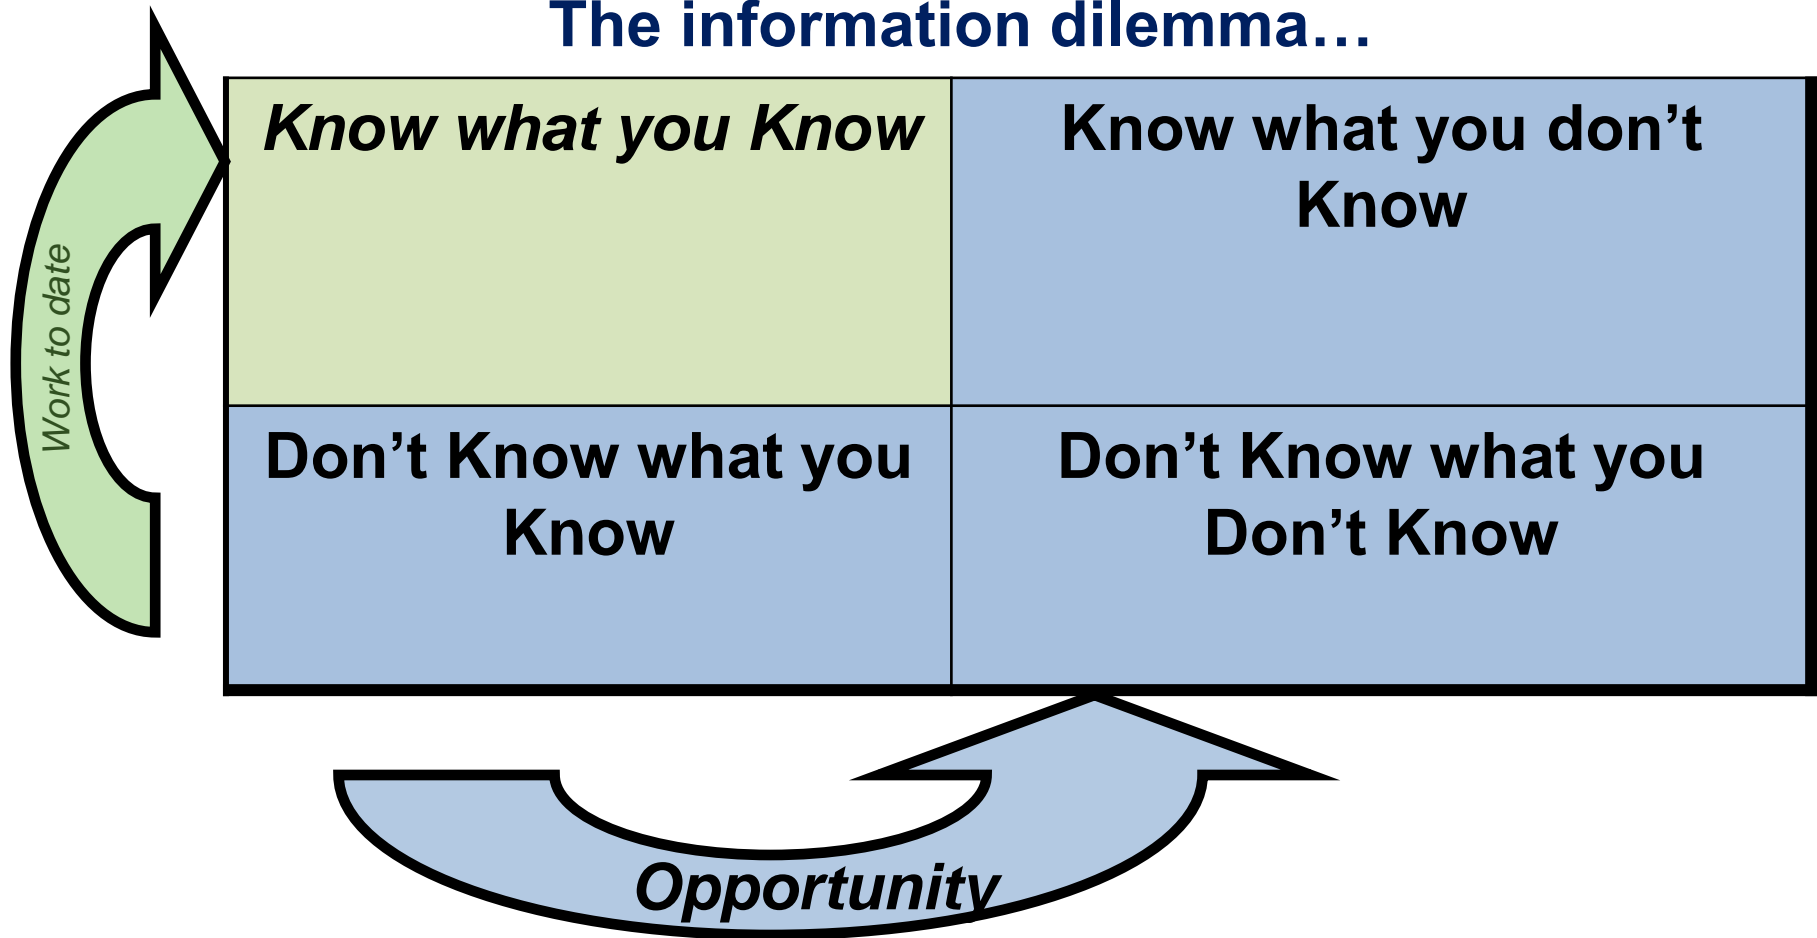 The information dilemma…
Know what you Know
Know what you don’t
Know
Work to date
Don’t Know what you
Know
Don’t Know what you
Don’t Know
Opportunity